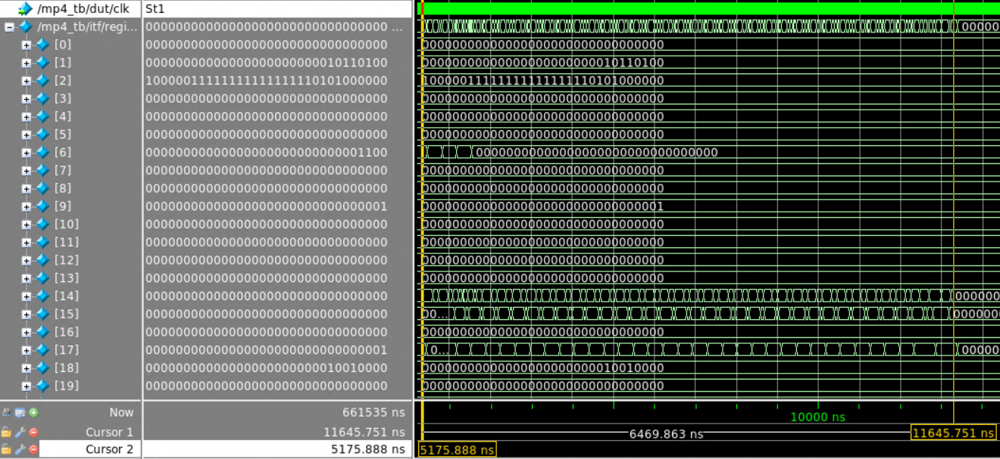 /mp4_tb/dut/clk St1
/mp4_tb/itf/regi... 00000000000000000000000000000000 ... 00000
[0] 00000000000000000000000000000000 00000000000000000000000000000000
[1] 00000000000000000000000010110100 00000000000000000000000010110100
[2] 10000011111111111111110101000000 10000011111111111111110101000000
[3] 00000000000000000000000000000000 00000000000000000000000000000000
[4] 00000000000000000000000000000000 00000000000000000000000000000000
[5] 00000000000000000000000000000000 00000000000000000000000000000000
[6] 00000000000000000000000000001100 00000000000000000000000000000000
[7] 00000000000000000000000000000000 00000000000000000000000000000000
[8] 00000000000000000000000000000000 00000000000000000000000000000000
[9] 00000000000000000000000000000001 00000000000000000000000000000001
[10] 00000000000000000000000000000000 00000000000000000000000000000000
[11] 00000000000000000000000000000000 00000000000000000000000000000000
[12] 00000000000000000000000000000000 00000000000000000000000000000000
[13] 00000000000000000000000000000000 00000000000000000000000000000000
[14] 00000000000000000000000000000000 000000
[15] 00000000000000000000000000000000 00... 000000
[16] 00000000000000000000000000000000 00000000000000000000000000000000
[17] 00000000000000000000000000000001 0... 00000
[18] 00000000000000000000000010010000 00000000000000000000000010010000
[19] 00000000000000000000000000000000 00000000000000000000000000000000
Now 661535 ns 10000 ns
Cursor 1 11645.751 ns 6469.863 ns 11645.751 ns
Cursor 2 5175.888 ns 5175.888 ns